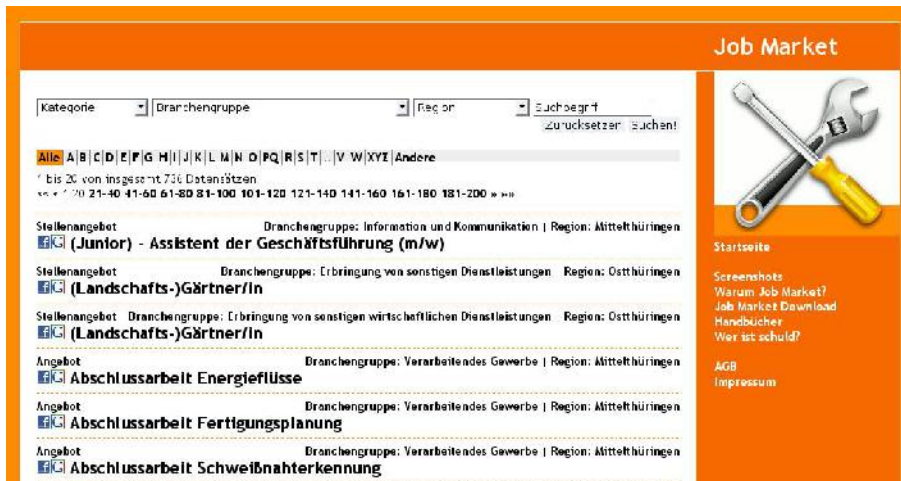 Job Market
Kategorie Branchengruppe Region Suchbegriff
Zurücksetzen Suchen!
Alle A|B|C|D|E|F|G H|I|J|K|L M|N O|PQ|R|S|T|..|V W|XYZ|Andere
1 bis 20 von insgesamt 736 Datensätzen
«« « 1-20 21-40 41-60 61-80 81-100 101-120 121-140 141-160 161-180 181-200 » »»
Stellenangebot Branchengruppe: Information und Kommunikation | Region: Mittelthüringen
(Junior) - Assistent der Geschäftsführung (m/w)
Stellenangebot Branchengruppe: Erbringung von sonstigen Dienstleistungen Region: Ostthüringen
(Landschafts-)Gärtner/in
Stellenangebot Branchengruppe: Erbringung von sonstigen wirtschaftlichen Dienstleistungen Region: Ostthüringen
(Landschafts-)Gärtner/in
Angebot Branchengruppe: Verarbeitendes Gewerbe | Region: Mittelthüringen
Abschlussarbeit Energieflüsse
Angebot Branchengruppe: Verarbeitendes Gewerbe | Region: Mittelthüringen
Abschlussarbeit Fertigungsplanung
Angebot Branchengruppe: Verarbeitendes Gewerbe | Region: Mittelthüringen
Abschlussarbeit Schweißnahterkennung
Startseite
Screenshots
Warum Job Market?
Job Market Download
Handbücher
Wer ist schuld?
AGB
Impressum